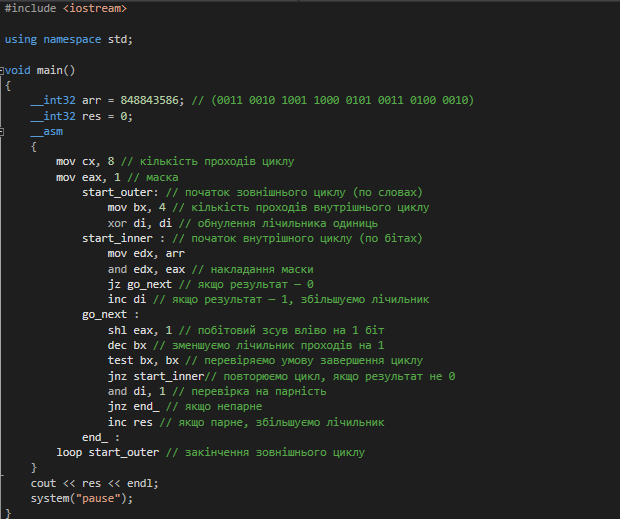 #include <iostream>
using namespace std;
void main()
{
__int32 arr = 848843586; // (0011 0010 1001 1000 0101 0011 0100 0010)
__int32 res = 0;
__asm
{
mov cx, 8 // кількість проходів циклу
mov eax, 1 // маска
start_outer: // початок зовнішнього циклу (по словах)
mov bx, 4 // кількість проходів внутрішнього циклу
xor di, di // обнулення лічильника одиниць
start_inner : // початок внутрішного циклу (по бітах)
mov edx, arr
and edx, eax // накладання маски
jz go_next // якщо результат – 0
inc di // якщо результат – 1, збільшуємо лічильник
go_next :
shl eax, 1 // побітовий зсув вліво на 1 біт
dec bx // зменшуємо лічильник проходів на 1
test bx, bx // перевіряємо умову завершення циклу
jnz start_inner// повторюємо цикл, якщо результат не 0
and di, 1 // перевірка на парність
jnz end_ // якщо непарне
inc res // якщо парне, збільшуємо лічильник
end_ :
loop start_outer // закінчення зовнішнього циклу
}
cout << res << endl;
system("pause");
}